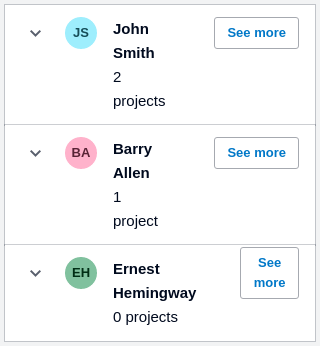 JS
John
Smith
2
projects
See more
BA
Barry
Allen
1
project
See more
EH
Ernest
Hemingway
0 projects
See
more